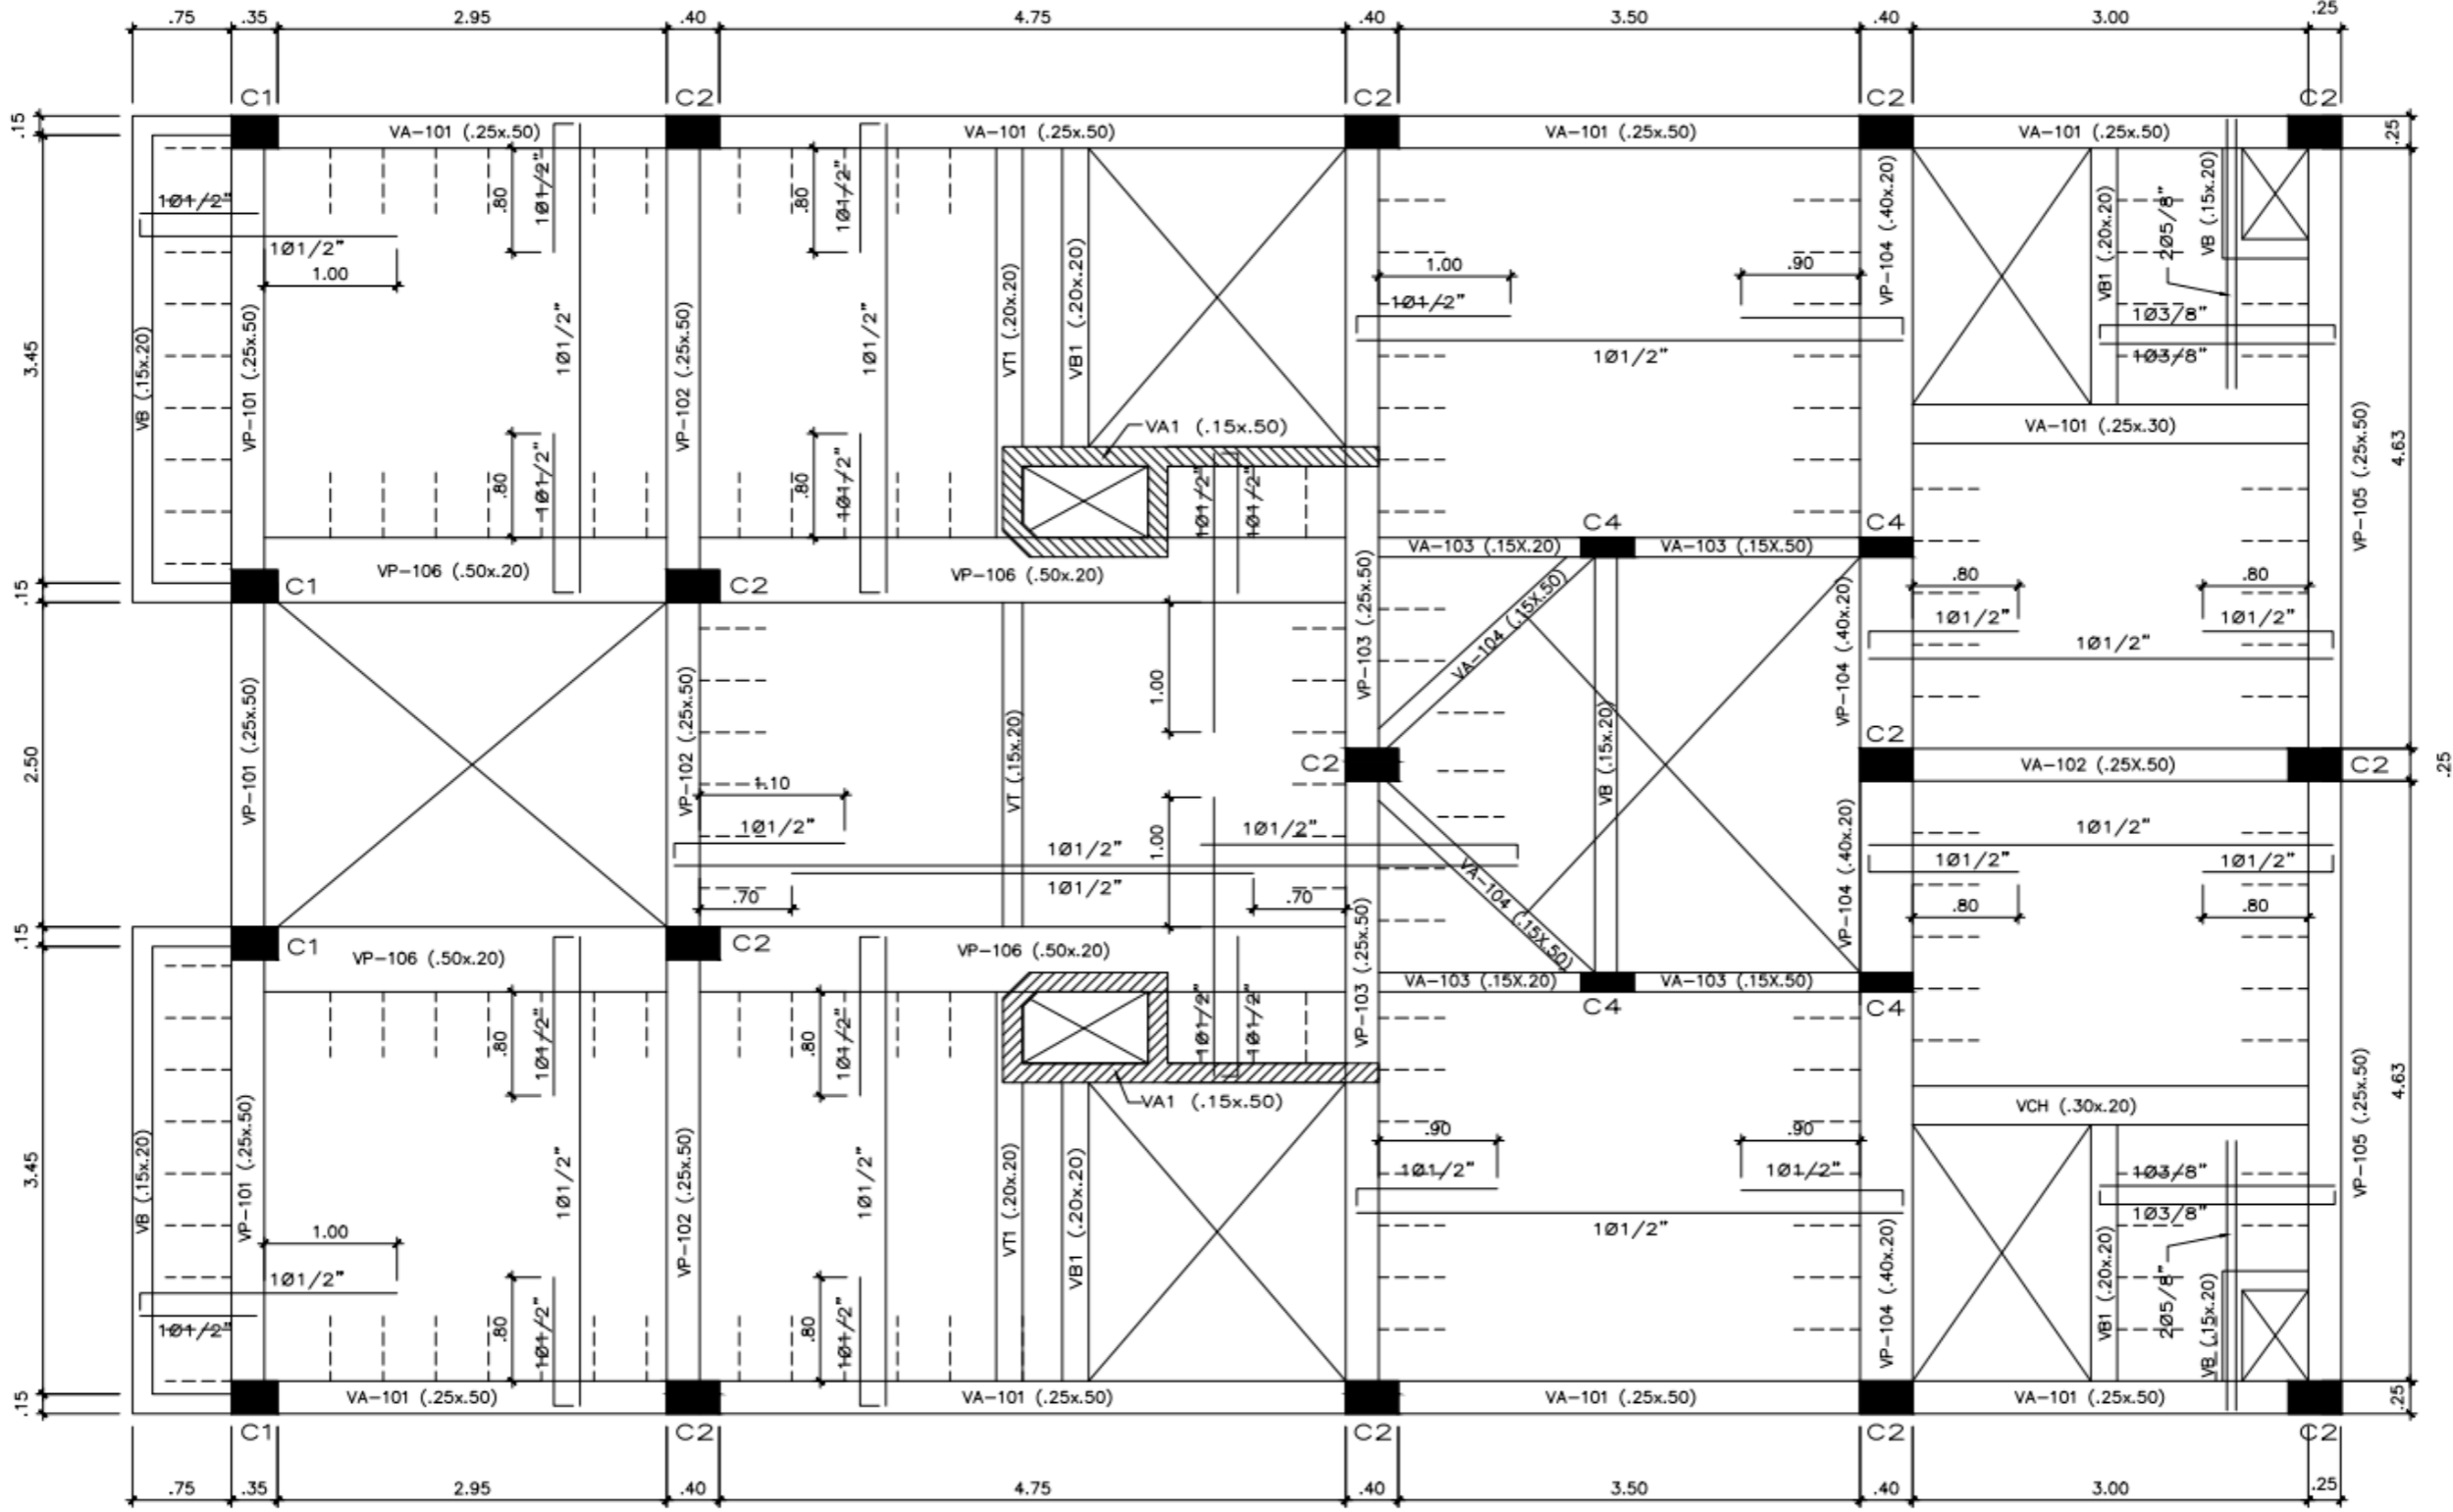 .75 .35 2.95 .40 4.75 .40 3.50 .40 3.00 .25
C1 C2 C2 C2 C2
VA-101 (.25x.50) VA-101 (.25x.50) VA-101 (.25x.50) VA-101 (.25x.50)
.15
.25
1Ø1/2"
1Ø1/2"
1.00
.80
1Ø1/2"
.80
1Ø1/2"
1Ø1/2"
1Ø1/2"
VB (.15x.20)
VP-101 (.25x.50)
VP-102 (.25x.50)
VT1 (.20x.20)
VB1 (.20x.20)
3.45
1.00
1Ø1/2"
.90
1Ø1/2"
VP-104 (.40x.20)
VB1 (.20x.20)
2Ø5/8"
VB (.15x.20)
1Ø3/8"
1Ø3/8"
VA-101 (.25x.30)
VP-105 (.25x.50)
4.63
.80
1Ø1/2"
.80
1Ø1/2"
VA1 (.15x.50)
1Ø1/2"
1Ø1/2"
C4 C4
VA-103 (.15X.20) VA-103 (.15X.50)
VP-106 (.50x.20) VP-106 (.50x.20)
.15
C1 C2
VP-103 (.25x.50)
VA-104 (.15X.50)
VP-104 (.40x.20)
.80 .80
1Ø1/2" 1Ø1/2"
1Ø1/2"
2.50
VP-101 (.25x.50)
VP-102 (.25x.50)
VT (.15x.20)
1.00
C2
VB (.15x.20)
C2
VA-102 (.25X.50)
C2
.25
1.10
1Ø1/2"
1.00
1Ø1/2"
1Ø1/2"
1Ø1/2"
.70 .70
VP-104 (.40x.20)
1Ø1/2"
1Ø1/2" 1Ø1/2"
.80 .80
VA-104 (.15X.50)
VP-103 (.25x.50)
.15
C1 C2
VP-106 (.50x.20) VP-106 (.50x.20)
VA-103 (.15X.20) VA-103 (.15X.50)
C4 C4
.80
1Ø1/2"
.80
1Ø1/2"
1Ø1/2"
1Ø1/2"
VA1 (.15x.50)
VCH (.30x.20)
VP-105 (.25x.50)
4.63
3.45
VB (.15x.20)
VP-101 (.25x.50)
1Ø1/2"
VP-102 (.25x.50)
1Ø1/2"
VT1 (.20x.20)
VB1 (.20x.20)
.90 .90
1Ø1/2" 1Ø1/2"
1Ø1/2"
VP-104 (.40x.20)
1Ø3/8"
1Ø3/8"
VB1 (.20x.20)
2Ø5/8"
VB (.15x.20)
1.00
1Ø1/2"
1Ø1/2"
.80
1Ø1/2"
.80
1Ø1/2"
.15
.25
VA-101 (.25x.50) VA-101 (.25x.50) VA-101 (.25x.50) VA-101 (.25x.50)
C1 C2 C2 C2 C2
.75 .35 2.95 .40 4.75 .40 3.50 .40 3.00 .25